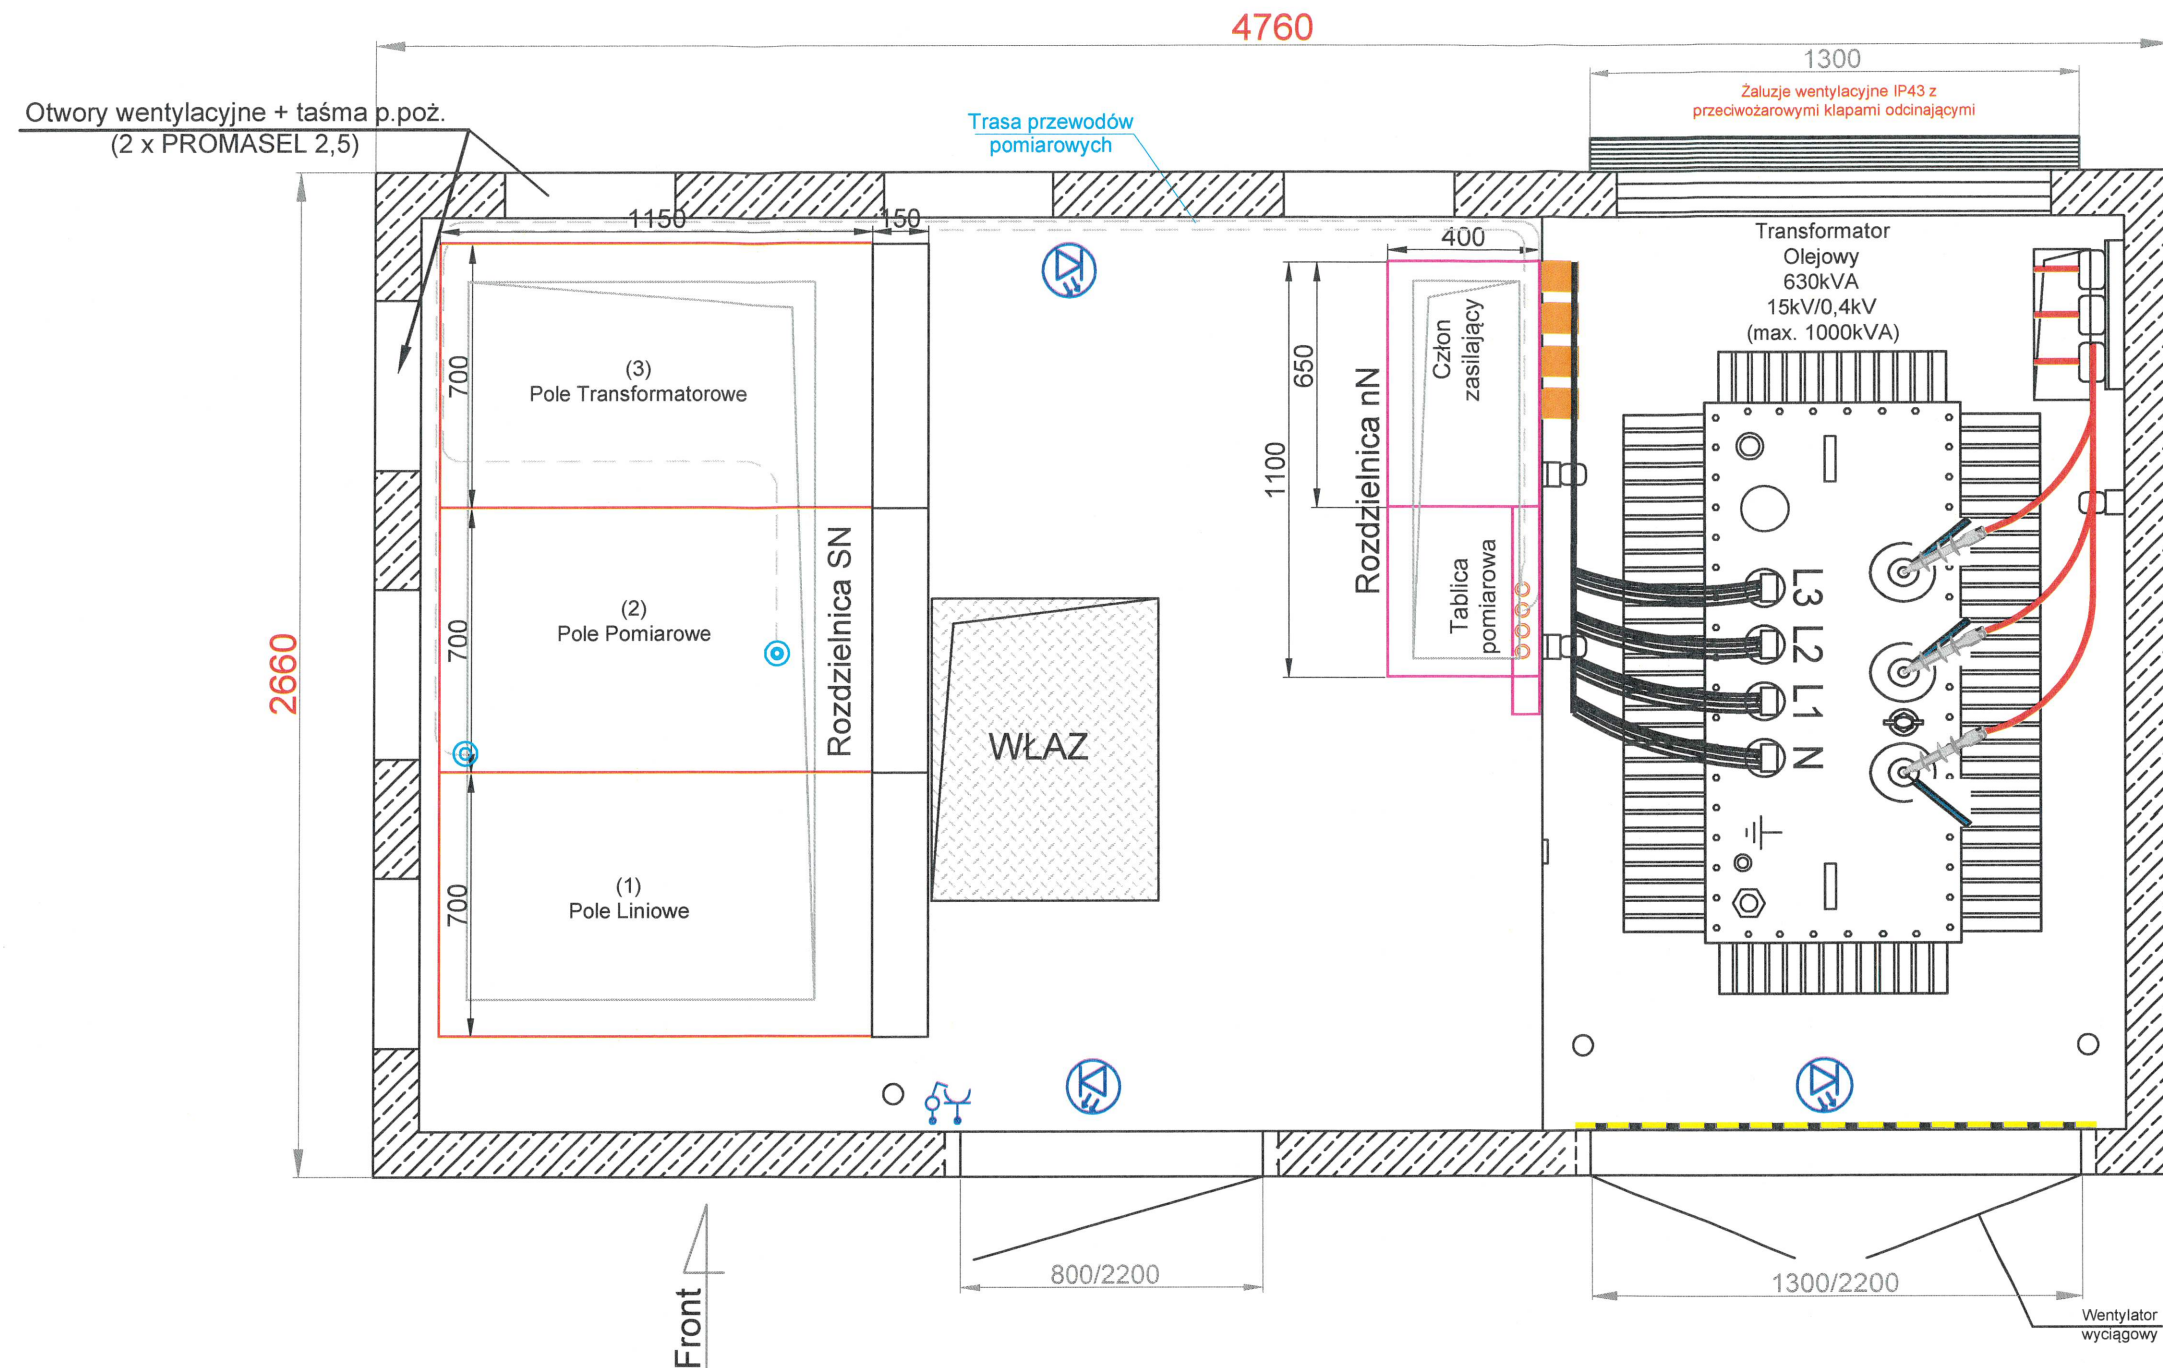 4760
1300
Żaluzje wentylacyjne IP43 z
przeciwożarowymi klapami odcinającymi
Otwory wentylacyjne + taśma p.poż.
(2 x PROMASEL 2,5)
Trasa przewodów
pomiarowych
1150
150
400
Transformator
Olejowy
630kVA
15kV/0,4kV
(max. 1000kVA)
2660
700
(3)
Pole Transformatorowe
700
(2)
Pole Pomiarowe
700
(1)
Pole Liniowe
Rozdzielnica SN
WŁAZ
650
1100
Rozdzielnica nN
Człon
zasilający
Tablica
pomiarowa
L3
L2
L1
N
800/2200
1300/2200
Front
Wentylator
wyciągowy